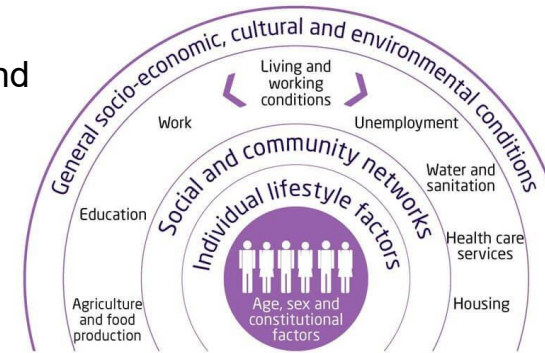 nd
General socio-economic, cultural and environmental conditions
Living and
working
conditions
Work
Unemployment
Social and community networks
Water and
sanitation
Individual lifestyle factors
Education
Health care
services
Agriculture
and food
production
Housing
Age, sex and
constitutional
factors